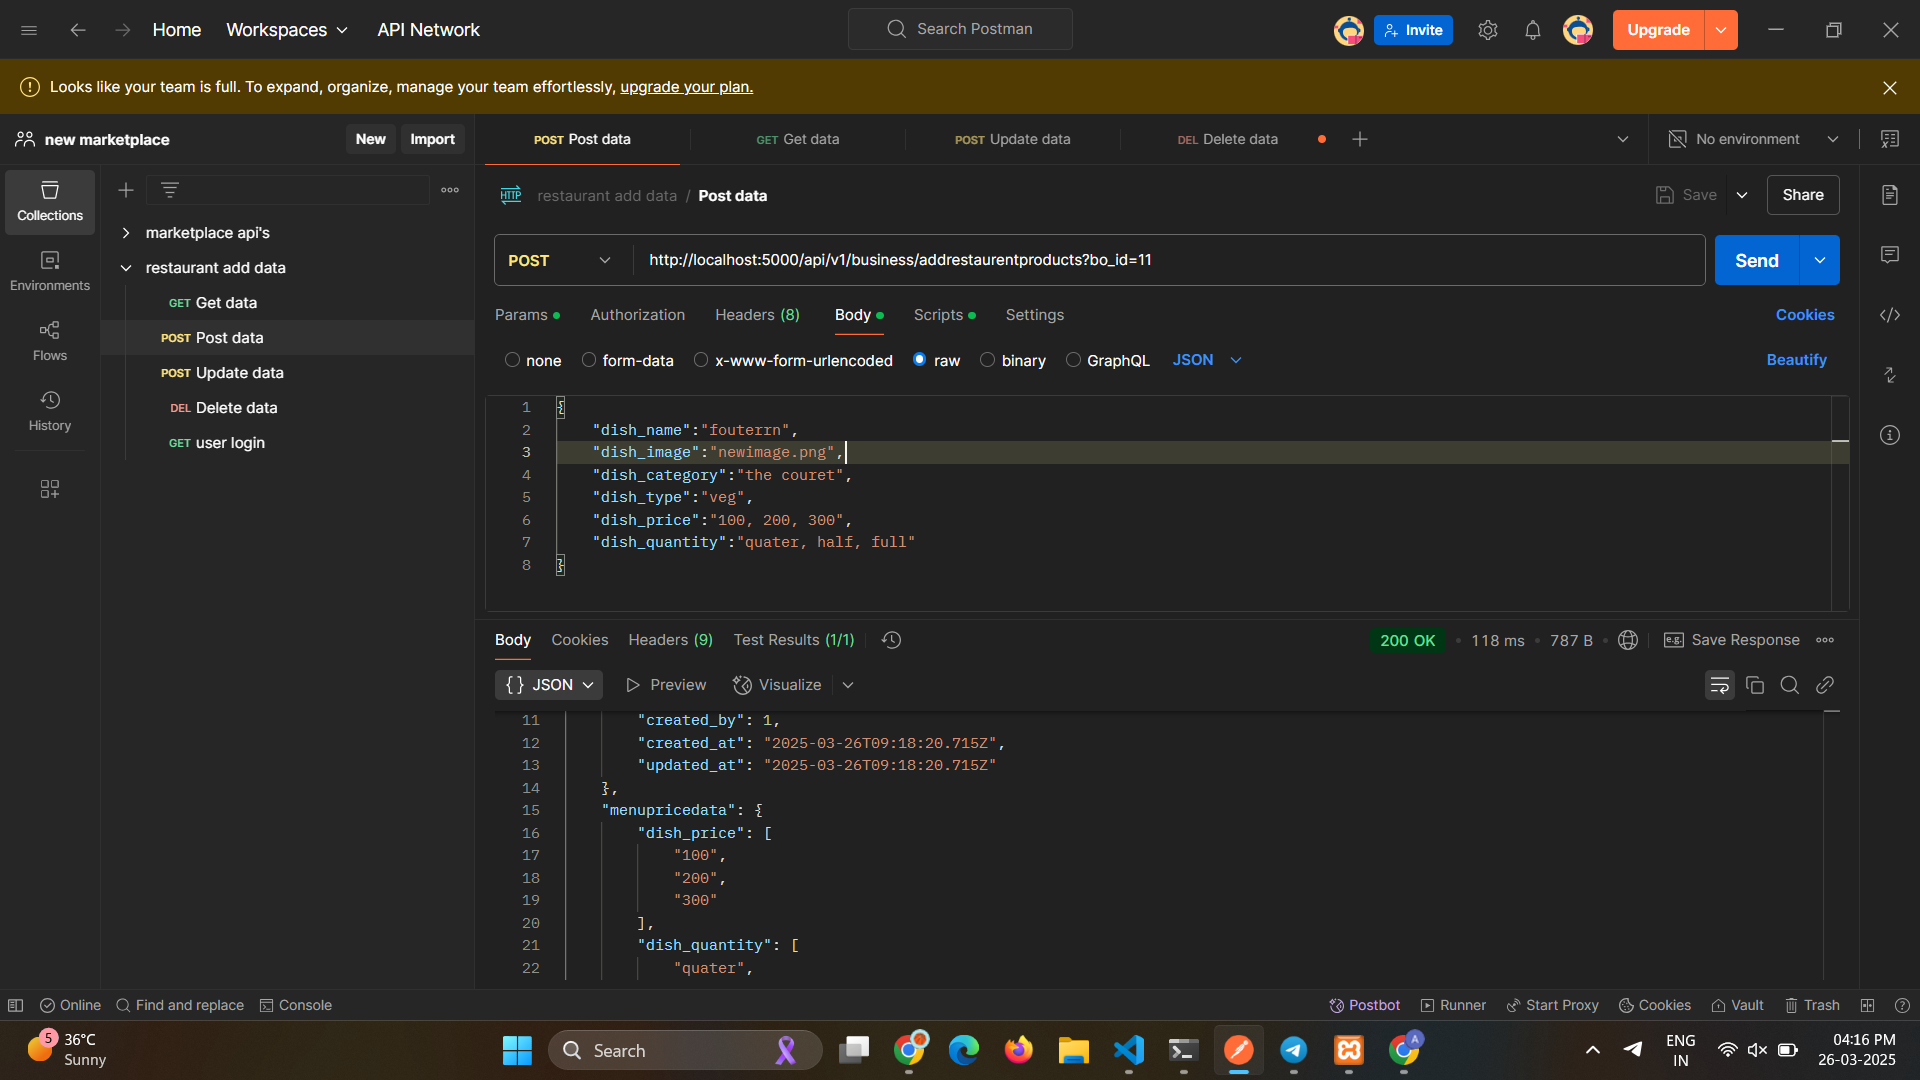 Home
Workspaces
API Network
Search Postman
Invite
Upgrade
Looks like your team is full. To expand, organize, manage your team effortlessly, upgrade your plan.
new marketplace
New
Import
POST Post data
GET Get data
POST Update data
DEL Delete data
No environment
Collections
Environments
Flows
History
marketplace api's
restaurant add data
GET Get data
POST Post data
POST Update data
DEL Delete data
GET user login
HTTP restaurant add data / Post data
Save
Share
POST
http://localhost:5000/api/v1/business/addrestaurentproducts?bo_id=11
Send
Params
Authorization
Headers (8)
Body
Scripts
Settings
Cookies
none
form-data
x-www-form-urlencoded
raw
binary
GraphQL
JSON
Beautify
1 {
2 "dish_name":"fouterrn",
3 "dish_image":"newimage.png",
4 "dish_category":"the couret",
5 "dish_type":"veg",
6 "dish_price":"100, 200, 300",
7 "dish_quantity":"quater, half, full"
8 }
Body
Cookies
Headers (9)
Test Results (1/1)
200 OK
118 ms
787 B
e.g. Save Response
{} JSON
Preview
Visualize
11 "created_by": 1,
12 "created_at": "2025-03-26T09:18:20.715Z",
13 "updated_at": "2025-03-26T09:18:20.715Z"
14 },
15 "menupricedata": {
16 "dish_price": [
17 "100",
18 "200",
19 "300"
20 ],
21 "dish_quantity": [
22 "quater",
Online
Find and replace
Console
Postbot
Runner
Start Proxy
Cookies
Vault
Trash
5
36°C
Sunny
Search
A
ENG
IN
04:16 PM
26-03-2025